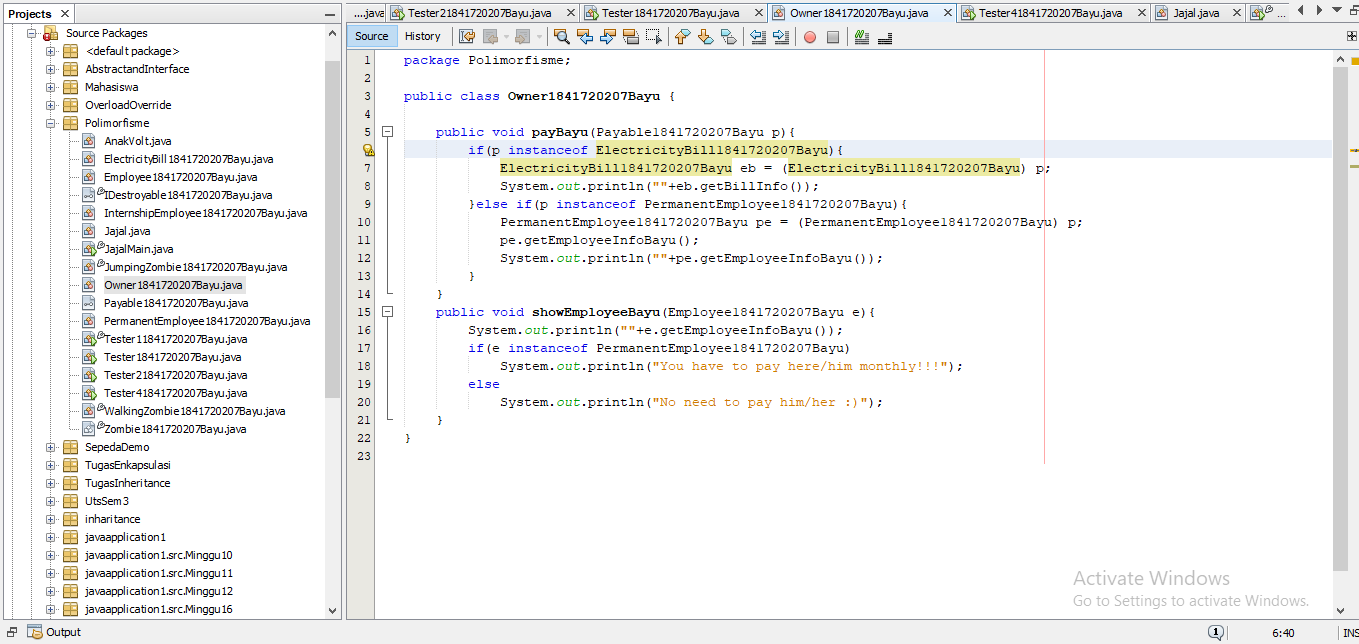 Projects
Source Packages
<default package>
AbstractandInterface
Mahasiswa
OverloadOverride
Polimorfisme
AnakVolt.java
ElectricityBill1841720207Bayu.java
Employee1841720207Bayu.java
IDestroyable1841720207Bayu.java
InternshipEmployee1841720207Bayu.java
Jajal.java
JajalMain.java
JumpingZombie1841720207Bayu.java
Owner1841720207Bayu.java
Payable1841720207Bayu.java
PermanentEmployee1841720207Bayu.java
Tester11841720207Bayu.java
Tester1841720207Bayu.java
Tester21841720207Bayu.java
Tester41841720207Bayu.java
WalkingZombie1841720207Bayu.java
Zombie1841720207Bayu.java
SepedaDemo
TugasEnkapsulasi
TugasInheritance
UtsSem3
inharitance
javaapplication1
javaapplication1.src.Minggu10
javaapplication1.src.Minggu11
javaapplication1.src.Minggu12
javaapplication1.src.Minggu16
....java Tester21841720207Bayu.java Tester1841720207Bayu.java Owner1841720207Bayu.java Tester41841720207Bayu.java Jajal.java ...
Source History
1 package Polimorfisme;
2
3 public class Owner1841720207Bayu {
4
5 public void payBayu(Payable1841720207Bayu p){
if(p instanceof ElectricityBill1841720207Bayu){
7 ElectricityBill1841720207Bayu eb = (ElectricityBill1841720207Bayu) p;
8 System.out.println(""+eb.getBillInfo());
9 }else if(p instanceof PermanentEmployee1841720207Bayu){
10 PermanentEmployee1841720207Bayu pe = (PermanentEmployee1841720207Bayu) p;
11 pe.getEmployeeInfoBayu();
12 System.out.println(""+pe.getEmployeeInfoBayu());
13 }
14 }
15 public void showEmployeeBayu(Employee1841720207Bayu e){
16 System.out.println(""+e.getEmployeeInfoBayu());
17 if(e instanceof PermanentEmployee1841720207Bayu)
18 System.out.println("You have to pay here/him monthly!!!");
19 else
20 System.out.println("No need to pay him/her :)");
21 }
22 }
23
Activate Windows
Go to Settings to activate Windows.
Output
1 6:40 INS